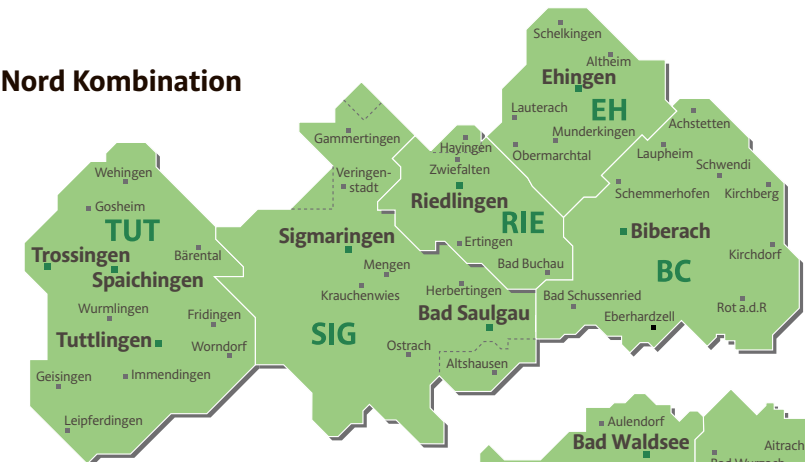 Nord Kombination
Schelkingen
Altheim
Ehingen
EH
Lauterach
Munderkingen
Obermarchtal
Achstetten
Laupheim
Schwendi
Schemmerhofen
Kirchberg
Biberach
BC
Kirchdorf
Bad Schussenried
Eberhardzell
Rot a.d.R
Hayingen
Zwiefalten
Riedlingen
RIE
Ertingen
Bad Buchau
Gammertingen
Veringen-
stadt
Sigmaringen
Mengen
Krauchenwies
Herbertingen
Bad Saulgau
SIG
Ostrach
Altshausen
Wehingen
Gosheim
TUT
Trossingen
Bärental
Spaichingen
Wurmlingen
Fridingen
Tuttlingen
Worndorf
Geisingen
Immendingen
Leipferdingen
Aulendorf
Bad Waldsee
Aitrach
Bad Wurzach